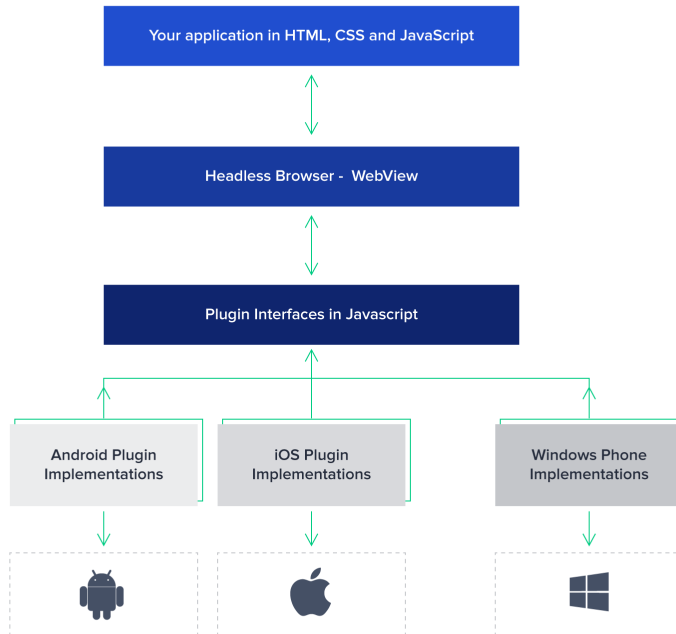 Your application in HTML, CSS and JavaScript
Headless Browser - WebView
Plugin Interfaces in Javascript
Android Plugin
Implementations
iOS Plugin
Implementations
Windows Phone
Implementations